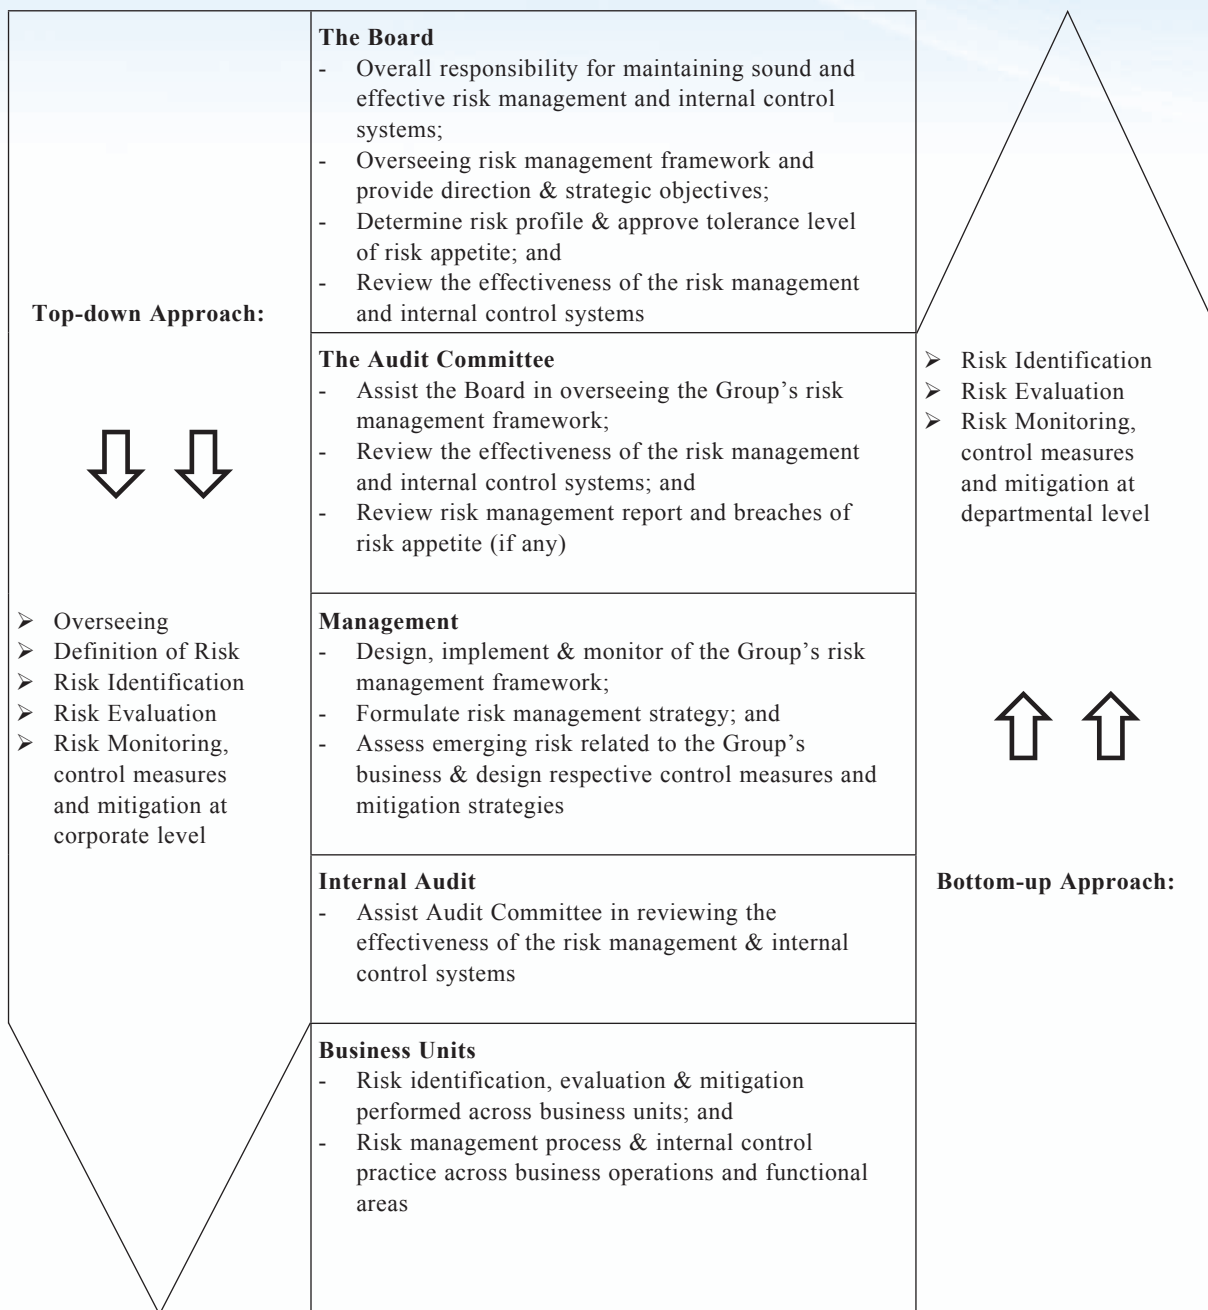 The Board
- Overall responsibility for maintaining sound and
effective risk management and internal control
systems;
- Overseeing risk management framework and
provide direction & strategic objectives;
- Determine risk profile & approve tolerance level
of risk appetite; and
- Review the effectiveness of the risk management
and internal control systems
Top-down Approach:
The Audit Committee
- Assist the Board in overseeing the Group’s risk
management framework;
- Review the effectiveness of the risk management
and internal control systems; and
- Review risk management report and breaches of
risk appetite (if any)
➢ Risk Identification
➢ Risk Evaluation
➢ Risk Monitoring,
control measures
and mitigation at
departmental level
➢ Overseeing
➢ Definition of Risk
➢ Risk Identification
➢ Risk Evaluation
➢ Risk Monitoring,
control measures
and mitigation at
corporate level
Management
- Design, implement & monitor of the Group’s risk
management framework;
- Formulate risk management strategy; and
- Assess emerging risk related to the Group’s
business & design respective control measures and
mitigation strategies
Internal Audit
- Assist Audit Committee in reviewing the
effectiveness of the risk management & internal
control systems
Bottom-up Approach:
Business Units
- Risk identification, evaluation & mitigation
performed across business units; and
- Risk management process & internal control
practice across business operations and functional
areas